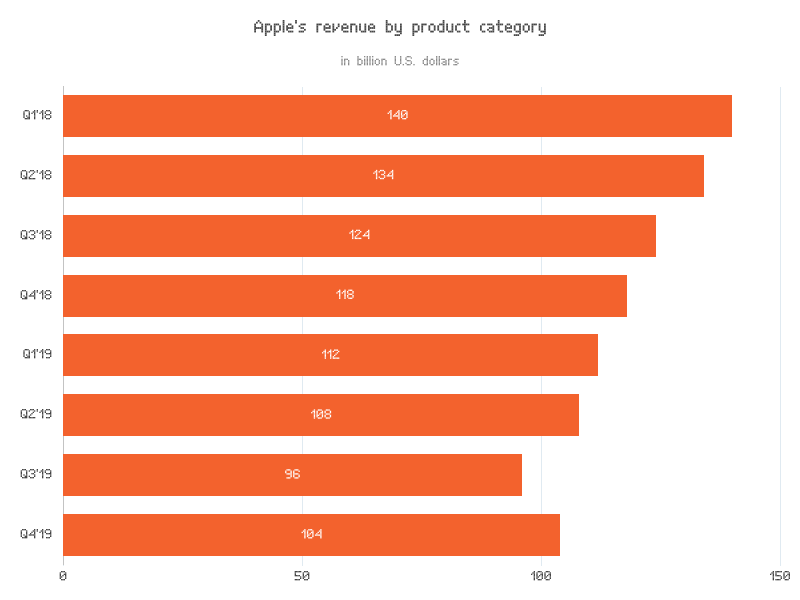 Apple's revenue by product category
in billion U.S. dollars
Q1'18 140
Q2'18 134
Q3'18 124
Q4'18 118
Q1'19 112
Q2'19 108
Q3'19 96
Q4'19 104
0 50 100 150